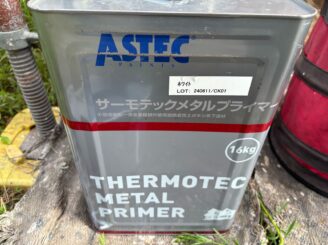 ASTEC
PAINTS
ホワイト
LOT: 240611/CK01
サーモテックメタルプライマー
16kg
THERMOTEC
METAL
PRIMER